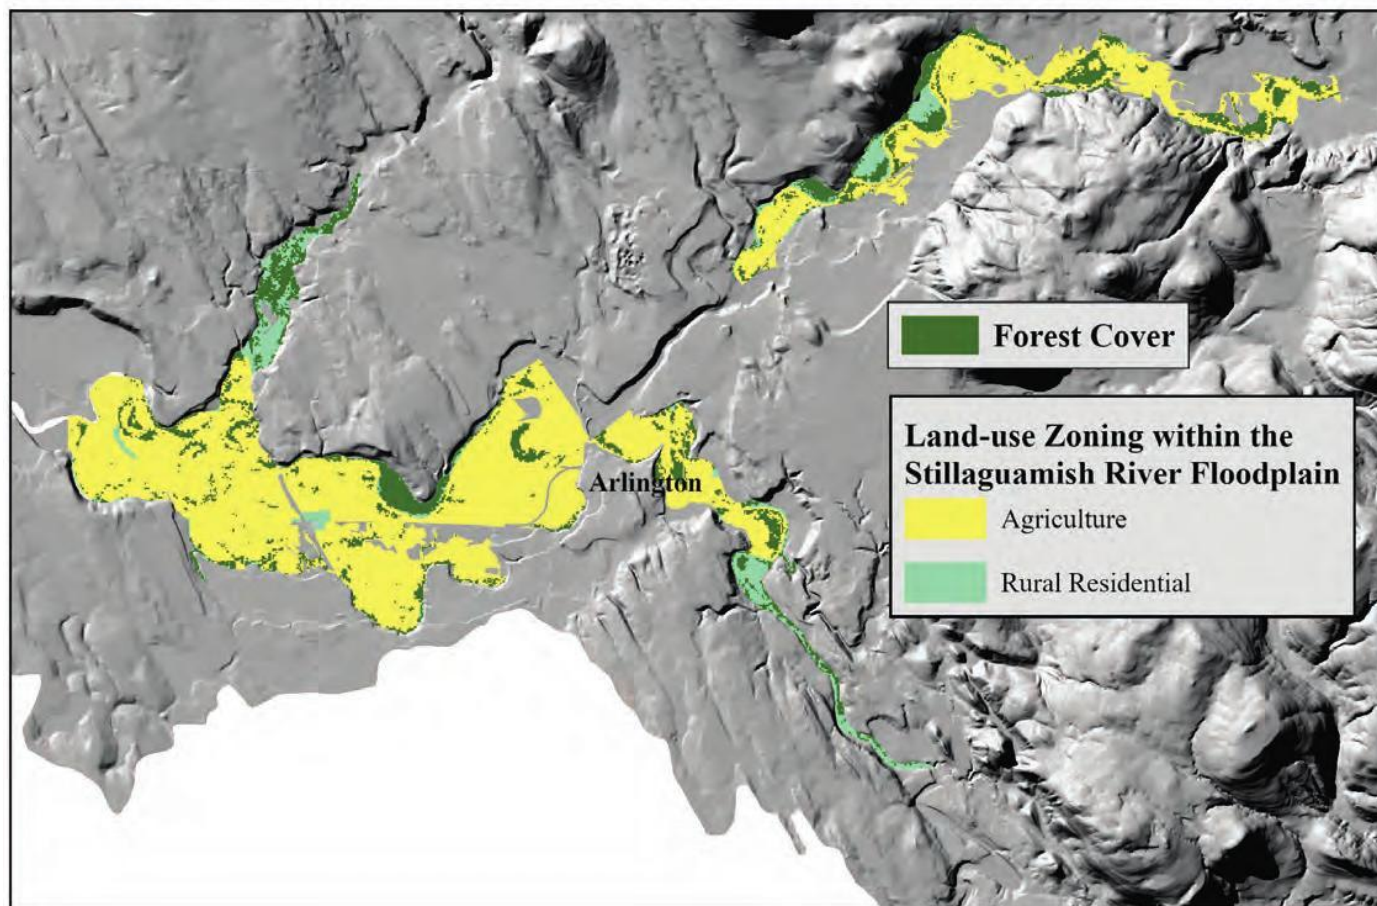 Forest Cover
Land-use Zoning within the
Stillaguamish River Floodplain
Agriculture
Rural Residential
Arlington